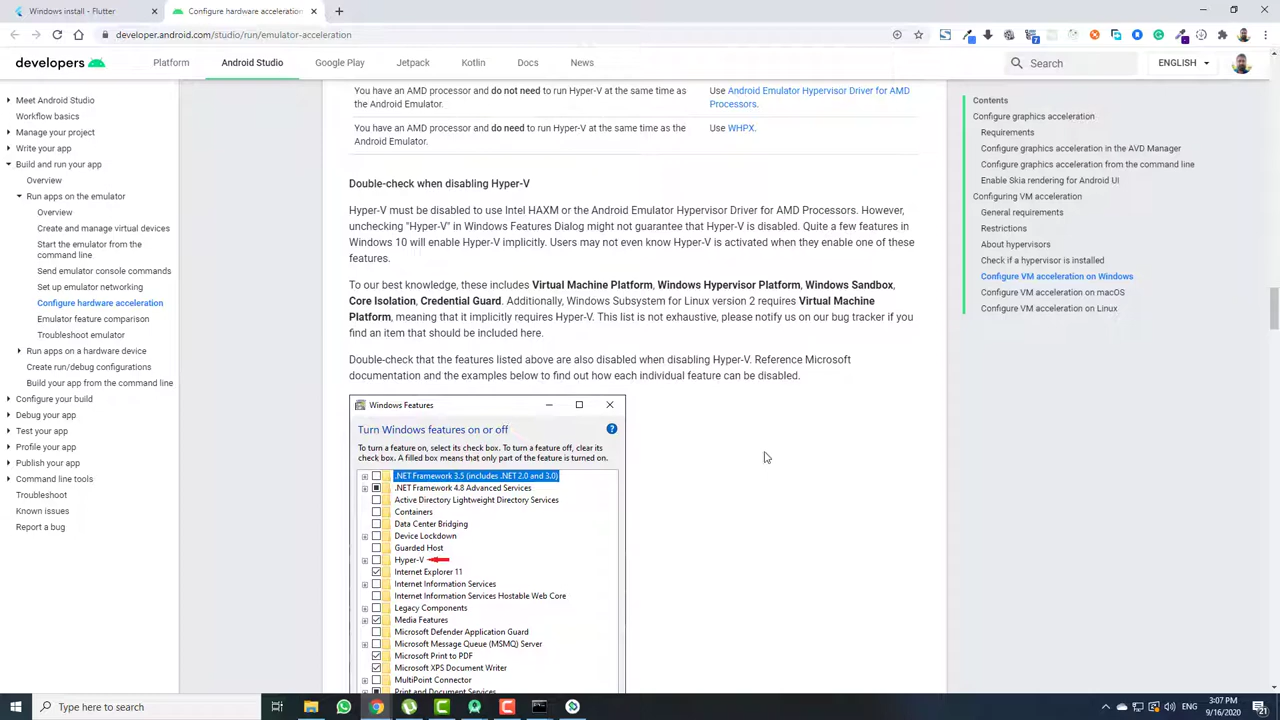 Windows install - Flutter
Configure hardware acceleration
developer.android.com/studio/run/emulator-acceleration
developers
Platform
Android Studio
Google Play
Jetpack
Kotlin
Docs
News
Search
ENGLISH
Meet Android Studio
Workflow basics
Manage your project
Write your app
Build and run your app
Overview
Run apps on the emulator
Overview
Create and manage virtual devices
Start the emulator from the
command line
Send emulator console commands
Set up emulator networking
Configure hardware acceleration
Emulator feature comparison
Troubleshoot emulator
Run apps on a hardware device
Create run/debug configurations
Build your app from the command line
Configure your build
Debug your app
Test your app
Profile your app
Publish your app
Command line tools
Troubleshoot
Known issues
Report a bug
You have an AMD processor and do not need to run Hyper-V at the same time as
the Android Emulator.
Use Android Emulator Hypervisor Driver for AMD
Processors.
You have an AMD processor and do need to run Hyper-V at the same time as the
Android Emulator.
Use WHPX.
Double-check when disabling Hyper-V
Hyper-V must be disabled to use Intel HAXM or the Android Emulator Hypervisor Driver for AMD Processors. However,
unchecking "Hyper-V" in Windows Features Dialog might not guarantee that Hyper-V is disabled. Quite a few features in
Windows 10 will enable Hyper-V implicitly. Users may not even know Hyper-V is activated when they enable one of these
features.
To our best knowledge, these includes Virtual Machine Platform, Windows Hypervisor Platform, Windows Sandbox,
Core Isolation, Credential Guard. Additionally, Windows Subsystem for Linux version 2 requires Virtual Machine
Platform, meaning that it implicitly requires Hyper-V. This list is not exhaustive, please notify us on our bug tracker if you
find an item that should be included here.
Double-check that the features listed above are also disabled when disabling Hyper-V. Reference Microsoft
documentation and the examples below to find out how each individual feature can be disabled.
Windows Features
Turn Windows features on or off
To turn a feature on, select its check box. To turn a feature off, clear its
check box. A filled box means that only part of the feature is turned on.
.NET Framework 3.5 (includes .NET 2.0 and 3.0)
.NET Framework 4.8 Advanced Services
Active Directory Lightweight Directory Services
Containers
Data Center Bridging
Device Lockdown
Guarded Host
Hyper-V
Internet Explorer 11
Internet Information Services
Internet Information Services Hostable Web Core
Legacy Components
Media Features
Microsoft Defender Application Guard
Microsoft Message Queue (MSMQ) Server
Microsoft Print to PDF
Microsoft XPS Document Writer
MultiPoint Connector
Print and Document Services
Contents
Configure graphics acceleration
Requirements
Configure graphics acceleration in the AVD Manager
Configure graphics acceleration from the command line
Enable Skia rendering for Android UI
Configuring VM acceleration
General requirements
Restrictions
About hypervisors
Check if a hypervisor is installed
Configure VM acceleration on Windows
Configure VM acceleration on macOS
Configure VM acceleration on Linux
Type here to search
ENG
3:07 PM
9/16/2020